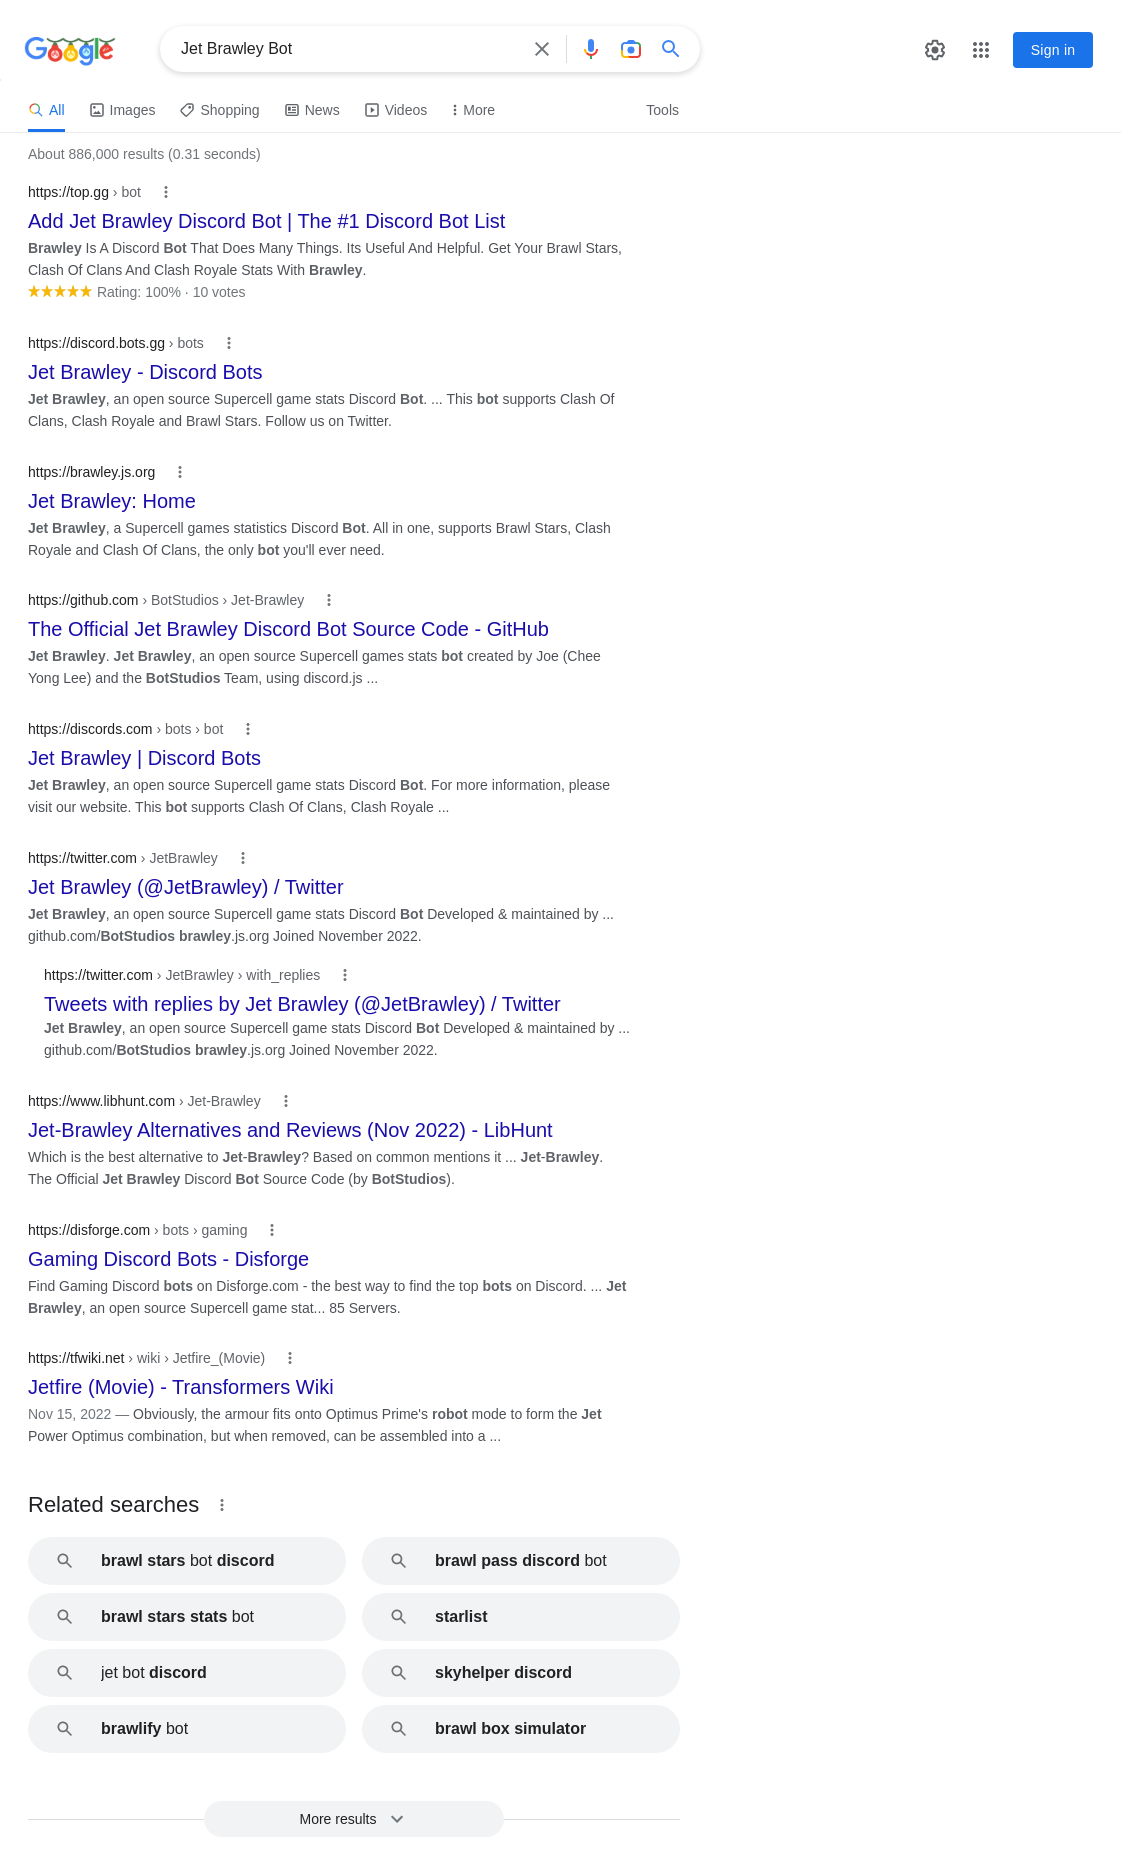 Google
Jet Brawley Bot
Sign in
All Images Shopping News Videos More Tools
About 886,000 results (0.31 seconds)
https://top.gg › bot
Add Jet Brawley Discord Bot | The #1 Discord Bot List
Brawley Is A Discord Bot That Does Many Things. Its Useful And Helpful. Get Your Brawl Stars,
Clash Of Clans And Clash Royale Stats With Brawley.
Rating: 100% · 10 votes
https://discord.bots.gg › bots
Jet Brawley - Discord Bots
Jet Brawley, an open source Supercell game stats Discord Bot. ... This bot supports Clash Of
Clans, Clash Royale and Brawl Stars. Follow us on Twitter.
https://brawley.js.org
Jet Brawley: Home
Jet Brawley, a Supercell games statistics Discord Bot. All in one, supports Brawl Stars, Clash
Royale and Clash Of Clans, the only bot you'll ever need.
https://github.com › BotStudios › Jet-Brawley
The Official Jet Brawley Discord Bot Source Code - GitHub
Jet Brawley. Jet Brawley, an open source Supercell games stats bot created by Joe (Chee
Yong Lee) and the BotStudios Team, using discord.js ...
https://discords.com › bots › bot
Jet Brawley | Discord Bots
Jet Brawley, an open source Supercell game stats Discord Bot. For more information, please
visit our website. This bot supports Clash Of Clans, Clash Royale ...
https://twitter.com › JetBrawley
Jet Brawley (@JetBrawley) / Twitter
Jet Brawley, an open source Supercell game stats Discord Bot Developed & maintained by ...
github.com/BotStudios brawley.js.org Joined November 2022.
https://twitter.com › JetBrawley › with_replies
Tweets with replies by Jet Brawley (@JetBrawley) / Twitter
Jet Brawley, an open source Supercell game stats Discord Bot Developed & maintained by ...
github.com/BotStudios brawley.js.org Joined November 2022.
https://www.libhunt.com › Jet-Brawley
Jet-Brawley Alternatives and Reviews (Nov 2022) - LibHunt
Which is the best alternative to Jet-Brawley? Based on common mentions it ... Jet-Brawley.
The Official Jet Brawley Discord Bot Source Code (by BotStudios).
https://disforge.com › bots › gaming
Gaming Discord Bots - Disforge
Find Gaming Discord bots on Disforge.com - the best way to find the top bots on Discord. ... Jet
Brawley, an open source Supercell game stat... 85 Servers.
https://tfwiki.net › wiki › Jetfire_(Movie)
Jetfire (Movie) - Transformers Wiki
Nov 15, 2022 — Obviously, the armour fits onto Optimus Prime's robot mode to form the Jet
Power Optimus combination, but when removed, can be assembled into a ...
Related searches
brawl stars bot discord
brawl pass discord bot
brawl stars stats bot
starlist
jet bot discord
skyhelper discord
brawlify bot
brawl box simulator
More results